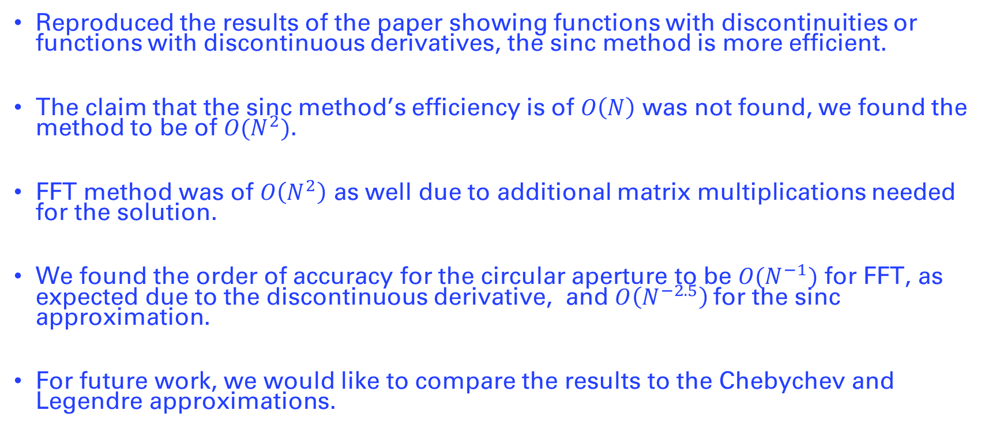 • Reproduced the results of the paper showing functions with discontinuities or
functions with discontinuous derivatives, the sinc method is more efficient.
• The claim that the sinc method’s efficiency is of O(N) was not found, we found the
method to be of O(N²).
• FFT method was of O(N²) as well due to additional matrix multiplications needed
for the solution.
• We found the order of accuracy for the circular aperture to be O(N⁻¹) for FFT, as
expected due to the discontinuous derivative,  and O(N⁻²·⁵) for the sinc
approximation.
• For future work, we would like to compare the results to the Chebychev and
Legendre approximations.